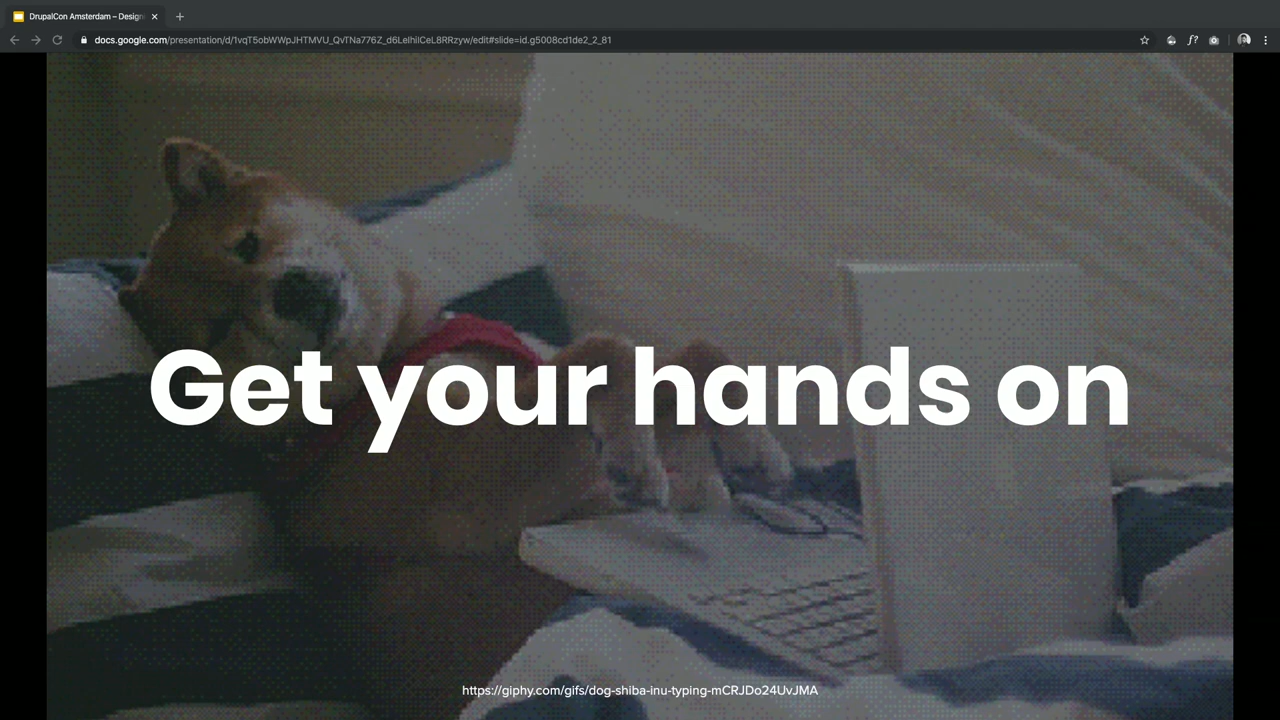 DrupalCon Amsterdam – Design
docs.google.com/presentation/d/1vqT5obWWpJHTMVU_QvTNa776Z_d6LelhiICeL8RRzyw/edit#slide=id.g5008cd1de2_2_81
f?
Get your hands on
https://giphy.com/gifs/dog-shiba-inu-typing-mCRJDo24UvJMA